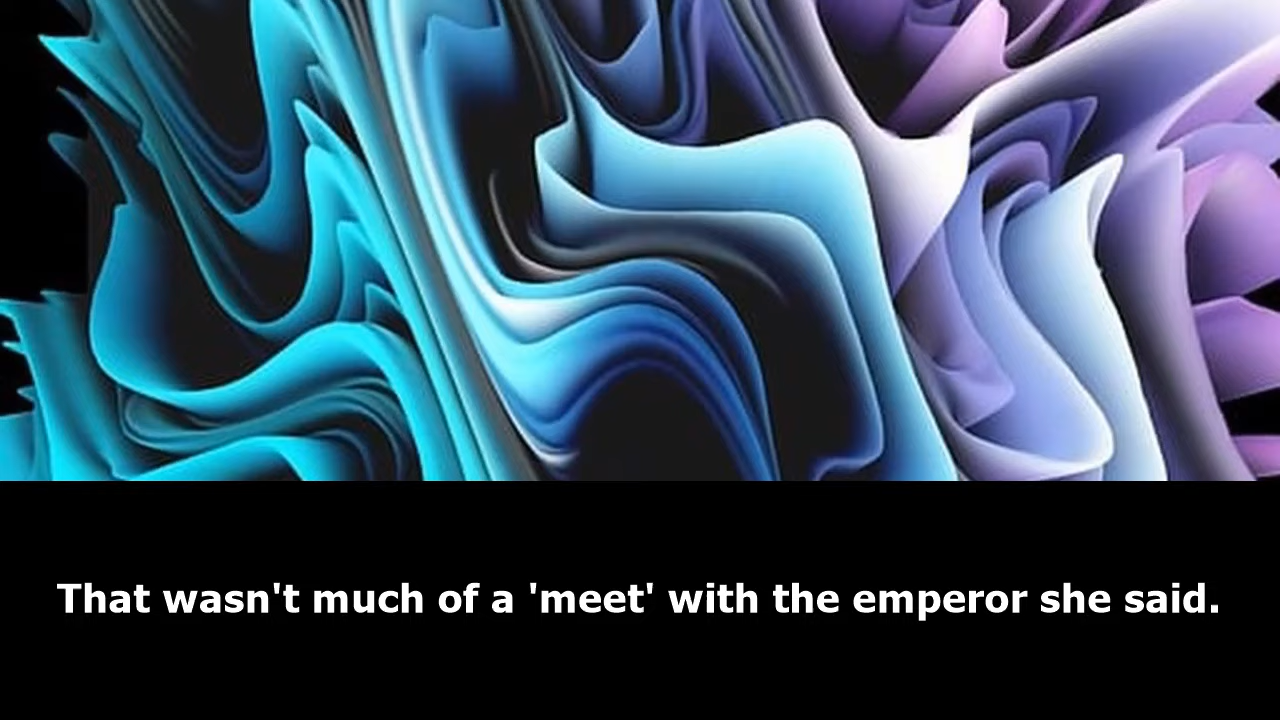 That wasn't much of a 'meet' with the emperor she said.